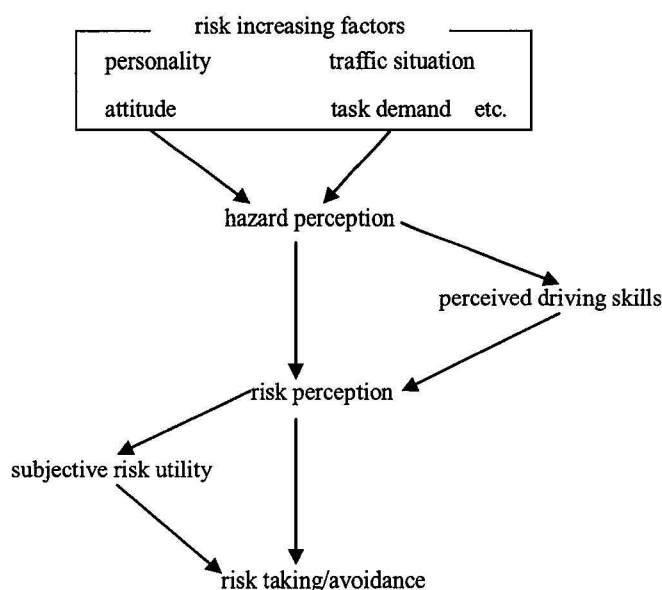 risk increasing factors
personality traffic situation
attitude task demand etc.
hazard perception
perceived driving skills
risk perception
subjective risk utility
risk taking/avoidance